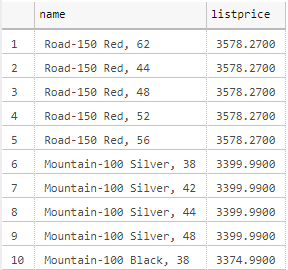 name listprice
1 Road-150 Red, 62 3578.2700
2 Road-150 Red, 44 3578.2700
3 Road-150 Red, 48 3578.2700
4 Road-150 Red, 52 3578.2700
5 Road-150 Red, 56 3578.2700
6 Mountain-100 Silver, 38 3399.9900
7 Mountain-100 Silver, 42 3399.9900
8 Mountain-100 Silver, 44 3399.9900
9 Mountain-100 Silver, 48 3399.9900
10 Mountain-100 Black, 38 3374.9900